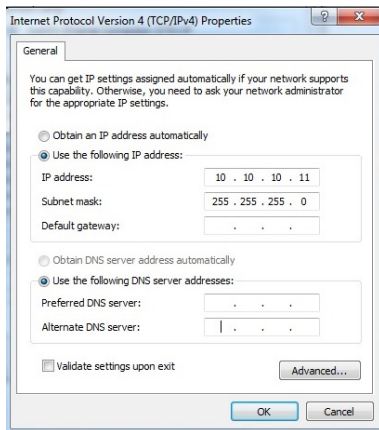 Internet Protocol Version 4 (TCP/IPv4) Properties
General
You can get IP settings assigned automatically if your network supports
this capability. Otherwise, you need to ask your network administrator
for the appropriate IP settings.
Obtain an IP address automatically
Use the following IP address:
IP address: 10 . 10 . 10 . 11
Subnet mask: 255 . 255 . 255 . 0
Default gateway: . . .
Obtain DNS server address automatically
Use the following DNS server addresses:
Preferred DNS server: . . .
Alternate DNS server: . . .
Validate settings upon exit
Advanced...
OK Cancel